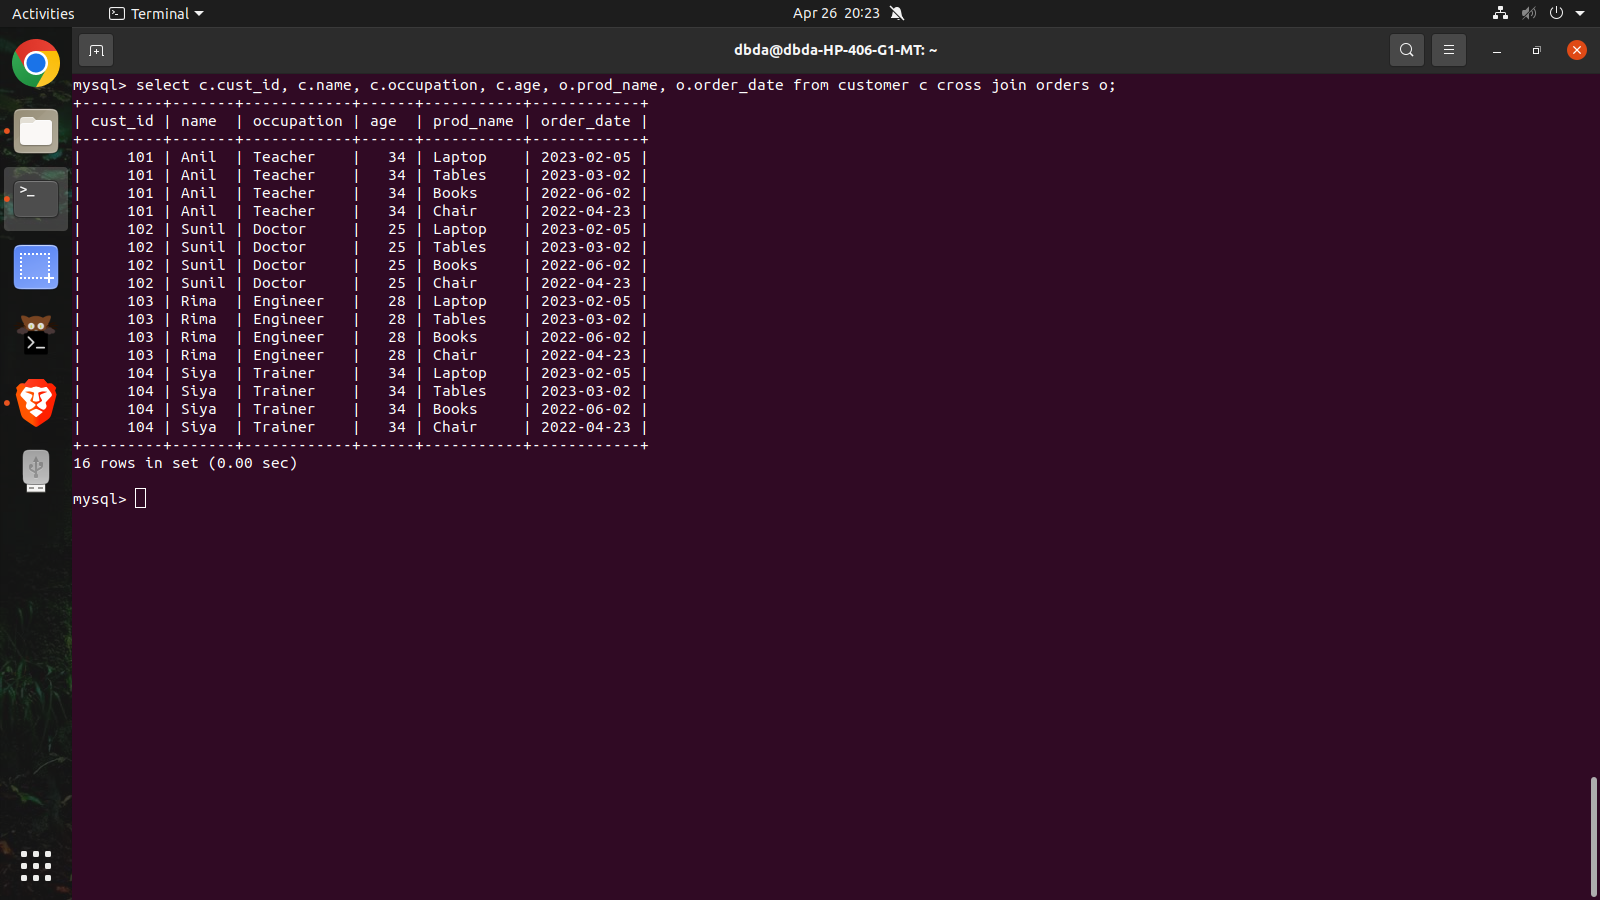 Activities Terminal Apr 26 20:23
dbda@dbda-HP-406-G1-MT: ~
mysql> select c.cust_id, c.name, c.occupation, c.age, o.prod_name, o.order_date from customer c cross join orders o;
+---------+-------+------------+------+-----------+------------+
| cust_id | name  | occupation | age  | prod_name | order_date |
+---------+-------+------------+------+-----------+------------+
|     101 | Anil  | Teacher    |   34 | Laptop    | 2023-02-05 |
|     101 | Anil  | Teacher    |   34 | Tables    | 2023-03-02 |
|     101 | Anil  | Teacher    |   34 | Books     | 2022-06-02 |
|     101 | Anil  | Teacher    |   34 | Chair     | 2022-04-23 |
|     102 | Sunil | Doctor     |   25 | Laptop    | 2023-02-05 |
|     102 | Sunil | Doctor     |   25 | Tables    | 2023-03-02 |
|     102 | Sunil | Doctor     |   25 | Books     | 2022-06-02 |
|     102 | Sunil | Doctor     |   25 | Chair     | 2022-04-23 |
|     103 | Rima  | Engineer   |   28 | Laptop    | 2023-02-05 |
|     103 | Rima  | Engineer   |   28 | Tables    | 2023-03-02 |
|     103 | Rima  | Engineer   |   28 | Books     | 2022-06-02 |
|     103 | Rima  | Engineer   |   28 | Chair     | 2022-04-23 |
|     104 | Siya  | Trainer    |   34 | Laptop    | 2023-02-05 |
|     104 | Siya  | Trainer    |   34 | Tables    | 2023-03-02 |
|     104 | Siya  | Trainer    |   34 | Books     | 2022-06-02 |
|     104 | Siya  | Trainer    |   34 | Chair     | 2022-04-23 |
+---------+-------+------------+------+-----------+------------+
16 rows in set (0.00 sec)
mysql>